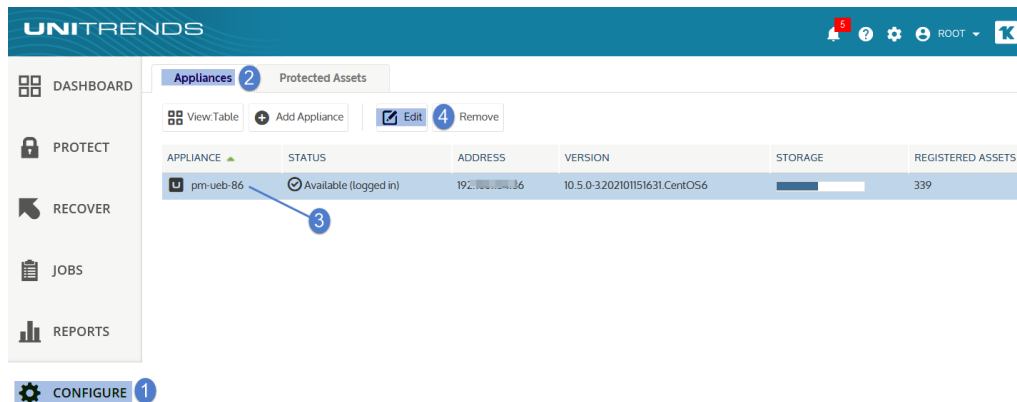 UNITRENDS
5
ROOT
DASHBOARD
PROTECT
RECOVER
JOBS
REPORTS
CONFIGURE 1
Appliances 2 Protected Assets
View:Table Add Appliance Edit 4 Remove
APPLIANCE STATUS ADDRESS VERSION STORAGE REGISTERED ASSETS
pm-ueb-86 Available (logged in) 10.5.0-3.202101151631.CentOS6 339
3